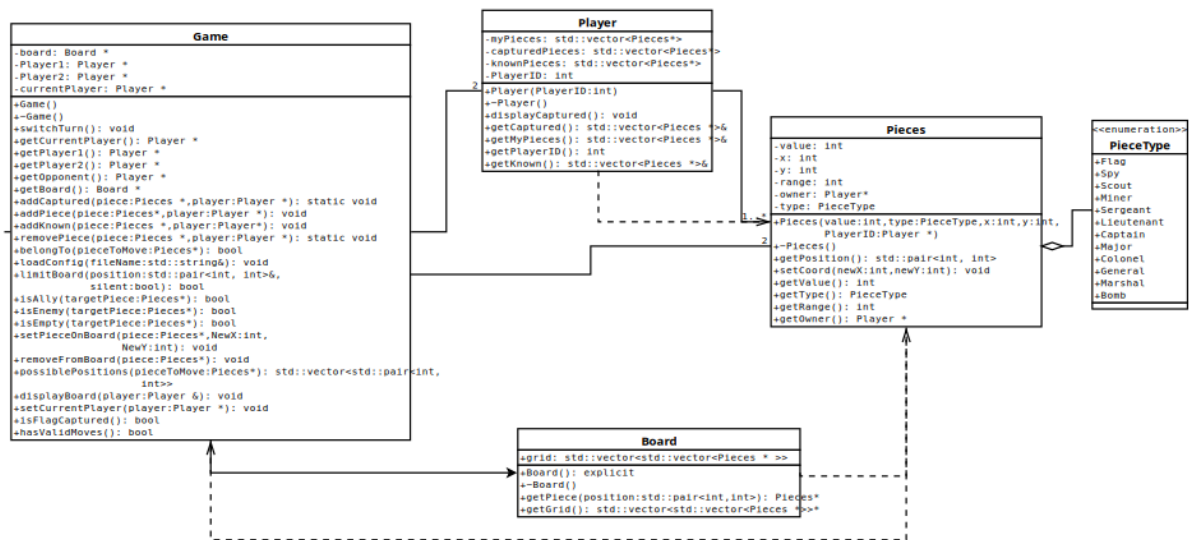 Game
-board: Board *
-Player1: Player *
-Player2: Player *
-currentPlayer: Player *
+Game()
+~Game()
+switchTurn(): void
+getCurrentPlayer(): Player *
+getPlayer1(): Player *
+getPlayer2(): Player *
+getOpponent(): Player *
+getBoard(): Board *
+addCaptured(piece:Pieces *,player:Player *): static void
+addPiece(piece:Pieces*,player:Player *): void
+addKnown(piece:Pieces *,player:Player*): void
+removePiece(piece:Pieces *,player:Player *): static void
+belongTo(pieceToMove:Pieces*): bool
+loadConfig(fileName:std::string&): void
+limitBoard(position:std::pair<int, int>&,
silent:bool): bool
+isAlly(targetPiece:Pieces*): bool
+isEnemy(targetPiece:Pieces*): bool
+isEmpty(targetPiece:Pieces*): bool
+setPieceOnBoard(piece:Pieces*,NewX:int,
NewY:int): void
+removeFromBoard(piece:Pieces*): void
+possiblePositions(pieceToMove:Pieces*): std::vector<std::pair<int,
int>>
+displayBoard(player:Player &): void
+setCurrentPlayer(player:Player *): void
+isFlagCaptured(): bool
+hasValidMoves(): bool
2
Player
-myPieces: std::vector<Pieces*>
-capturedPieces: std::vector<Pieces*>
-knownPieces: std::vector<Pieces*>
-PlayerID: int
+Player(PlayerID:int)
+~Player()
+displayCaptured(): void
+getCaptured(): std::vector<Pieces *>&
+getMyPieces(): std::vector<Pieces *>&
+getPlayerID(): int
+getKnown(): std::vector<Pieces *>&
1..*
2
Pieces
-value: int
-x: int
-y: int
-range: int
-owner: Player*
-type: PieceType
+Pieces(value:int,type:PieceType,x:int,y:int,
PlayerID:Player *)
+~Pieces()
+getPosition(): std::pair<int, int>
+setCoord(newX:int,newY:int): void
+getValue(): int
+getType(): PieceType
+getRange(): int
+getOwner(): Player *
<<enumeration>>
PieceType
+Flag
+Spy
+Scout
+Miner
+Sergeant
+Lieutenant
+Captain
+Major
+Colonel
+General
+Marshal
+Bomb
Board
+grid: std::vector<std::vector<Pieces * >>
+Board(): explicit
+~Board()
+getPiece(position:std::pair<int,int>): Pieces*
+getGrid(): std::vector<std::vector<Pieces *>>*